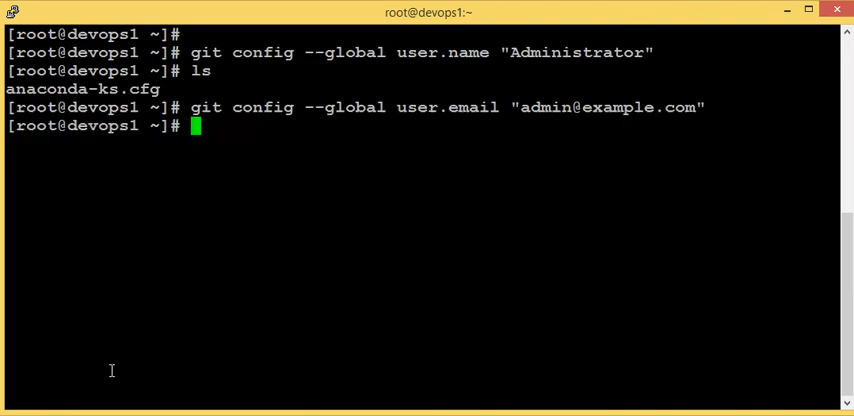 root@devops1:~
[root@devops1 ~]#
[root@devops1 ~]# git config --global user.name "Administrator"
[root@devops1 ~]# ls
anaconda-ks.cfg
[root@devops1 ~]# git config --global user.email "admin@example.com"
[root@devops1 ~]#